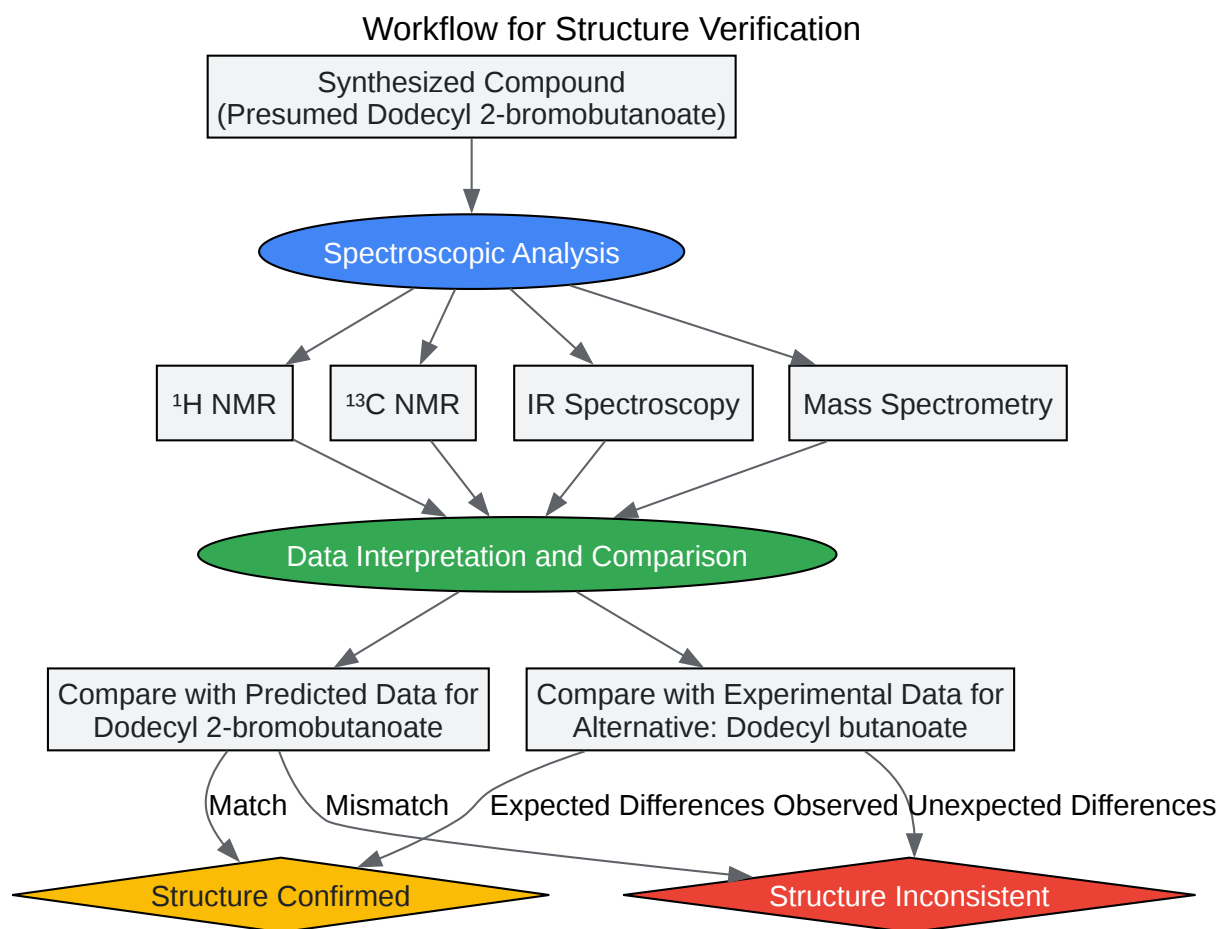 Workflow for Structure Verification
Synthesized Compound
(Presumed Dodecyl 2-bromobutanoate)
Spectroscopic Analysis
¹H NMR
¹³C NMR
IR Spectroscopy
Mass Spectrometry
Data Interpretation and Comparison
Compare with Predicted Data for
Dodecyl 2-bromobutanoate
Compare with Experimental Data for
Alternative: Dodecyl butanoate
Match
Mismatch
Expected Differences Observed
Unexpected Differences
Structure Confirmed
Structure Inconsistent